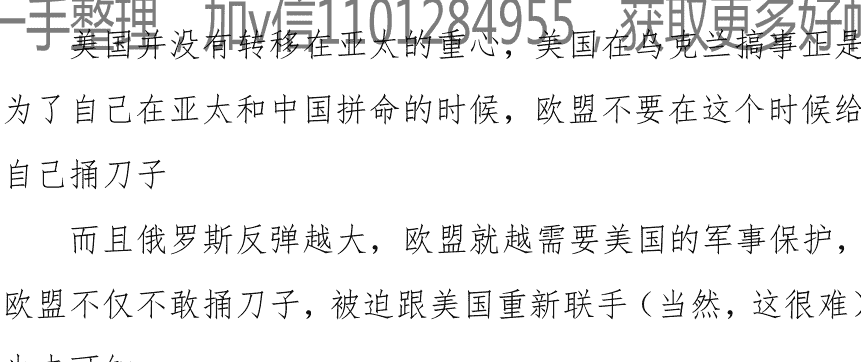 一手整理，加v信1101284955，获取更多好
美国并没有转移在亚太的重心，美国在乌克兰搞事正是
为了自己在亚太和中国拼命的时候，欧盟不要在这个时候给
自己捅刀子
而且俄罗斯反弹越大，欧盟就越需要美国的军事保护，
欧盟不仅不敢捅刀子，被迫跟美国重新联手（当然，这很难）